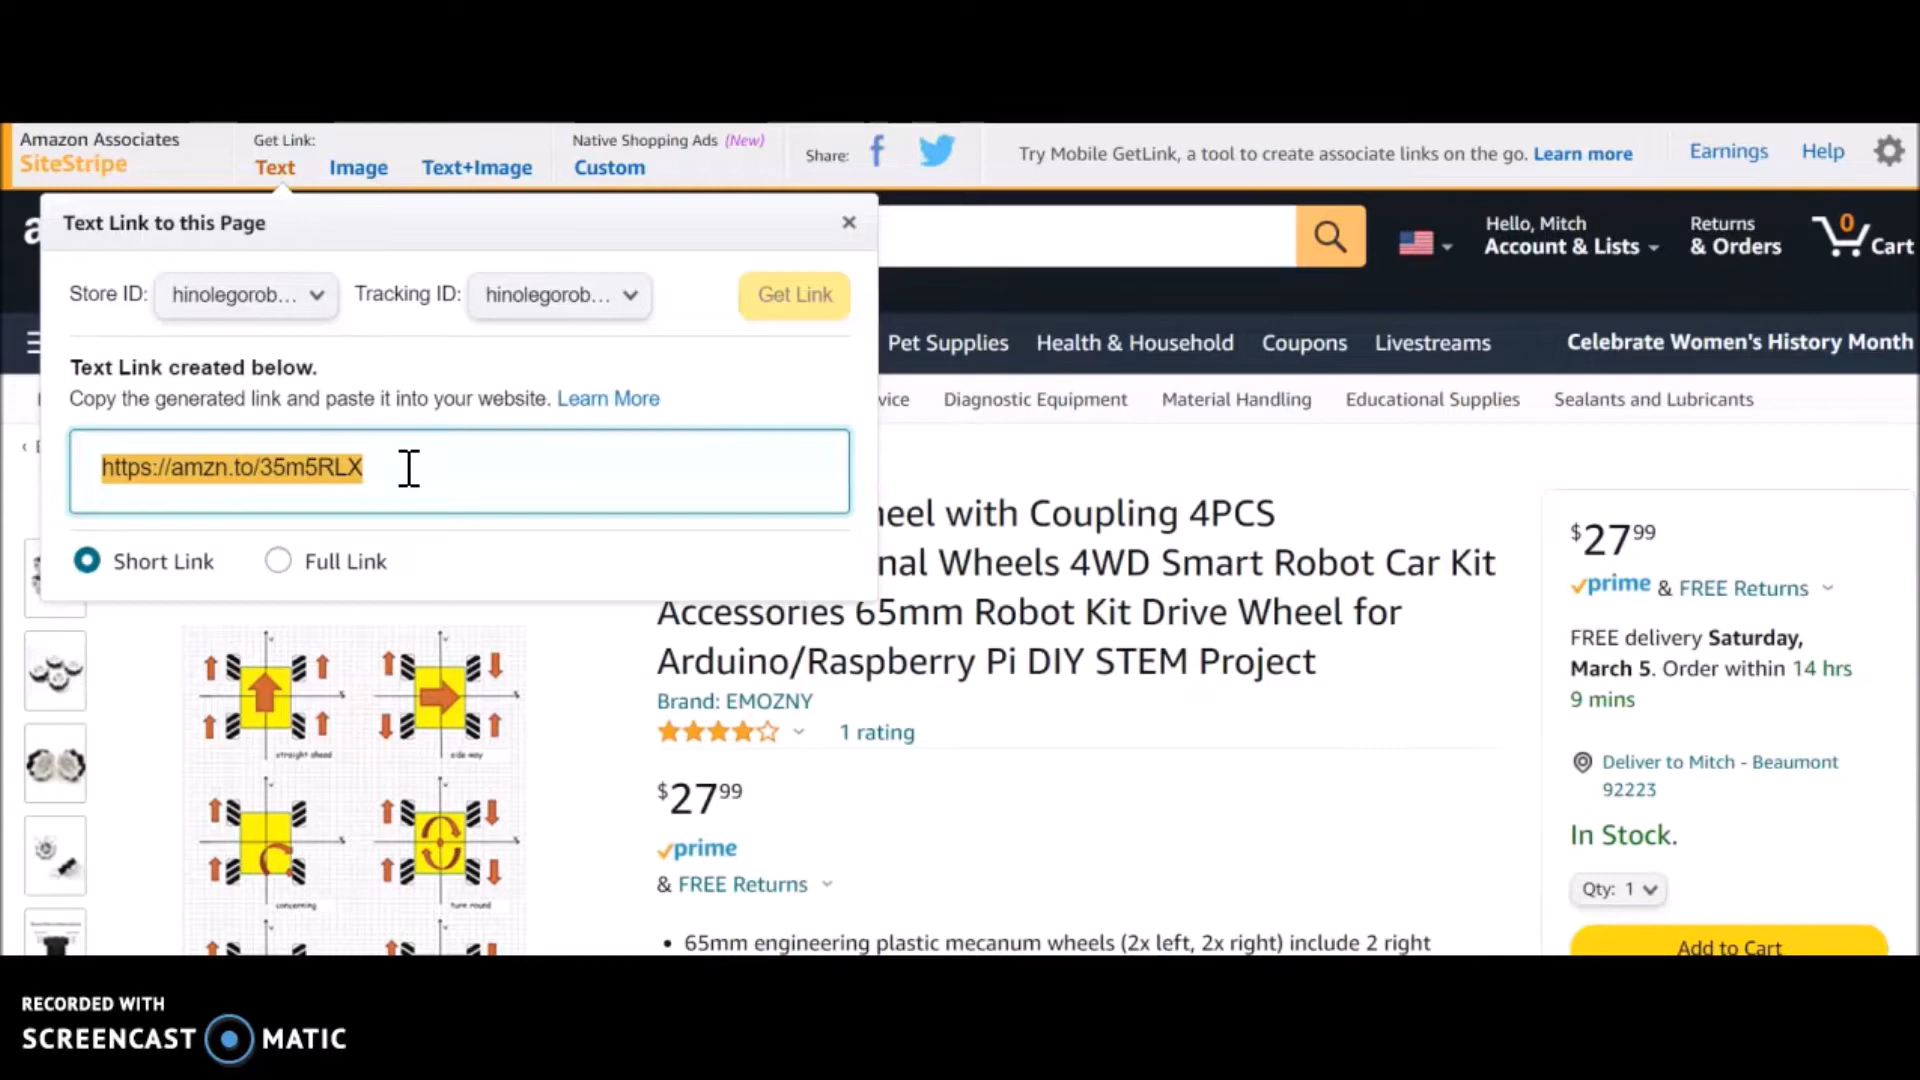 Amazon Associates
SiteStripe
Get Link:
Text Image Text+Image
Native Shopping Ads (New)
Custom
Share:
Try Mobile GetLink, a tool to create associate links on the go. Learn more
Earnings Help
Text Link to this Page
Hello, Mitch
Account & Lists
Returns
& Orders
0
Cart
Store ID: hinolegorob... Tracking ID: hinolegorob... Get Link
Pet Supplies Health & Household Coupons Livestreams Celebrate Women's History Month
Text Link created below.
Copy the generated link and paste it into your website. Learn More
Diagnostic Equipment Material Handling Educational Supplies Sealants and Lubricants
https://amzn.to/35m5RLX
Short Link Full Link
with Coupling 4PCS
Wheels 4WD Smart Robot Car Kit
Accessories 65mm Robot Kit Drive Wheel for
Arduino/Raspberry Pi DIY STEM Project
Brand: EMOZNY
1 rating
$27 99
prime
& FREE Returns
• 65mm engineering plastic mecanum wheels (2x left, 2x right) include 2 right
straight ahead
side way
concerning
turn round
$27 99
prime & FREE Returns
FREE delivery Saturday,
March 5. Order within 14 hrs
9 mins
Deliver to Mitch - Beaumont
92223
In Stock.
Qty: 1
Add to Cart
RECORDED WITH
SCREENCAST MATIC